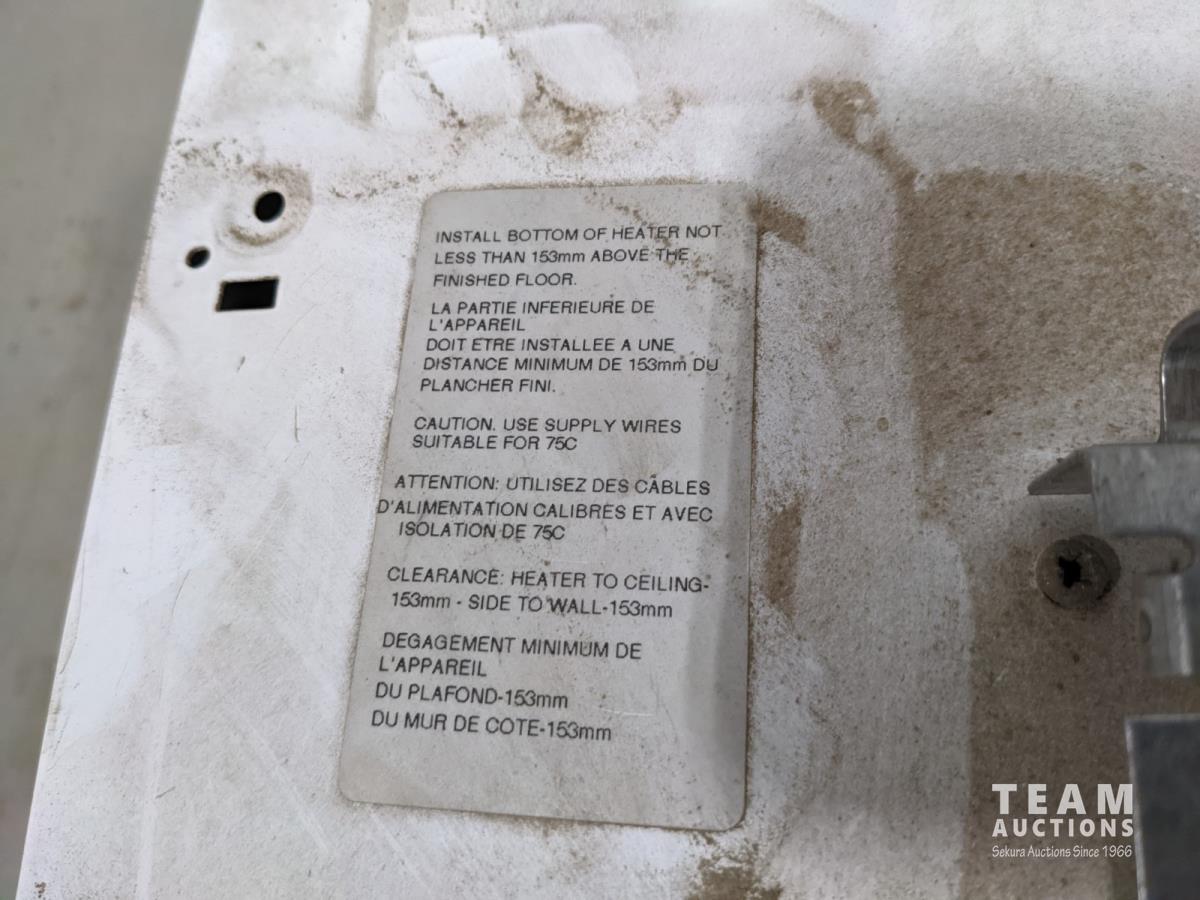 INSTALL BOTTOM OF HEATER NOT
LESS THAN 153mm ABOVE THE
FINISHED FLOOR.
LA PARTIE INFERIEURE DE
L'APPAREIL
DOIT ETRE INSTALLEE A UNE
DISTANCE MINIMUM DE 153mm DU
PLANCHER FINI.
CAUTION. USE SUPPLY WIRES
SUITABLE FOR 75C
ATTENTION: UTILISEZ DES CÂBLES
D'ALIMENTATION CALIBRES ET AVEC
ISOLATION DE 75C
CLEARANCE: HEATER TO CEILING-
153mm - SIDE TO WALL-153mm
DEGAGEMENT MINIMUM DE
L'APPAREIL
DU PLAFOND-153mm
DU MUR DE COTE-153mm
TEAM
AUCTIONS
Sekura Auctions Since 1966